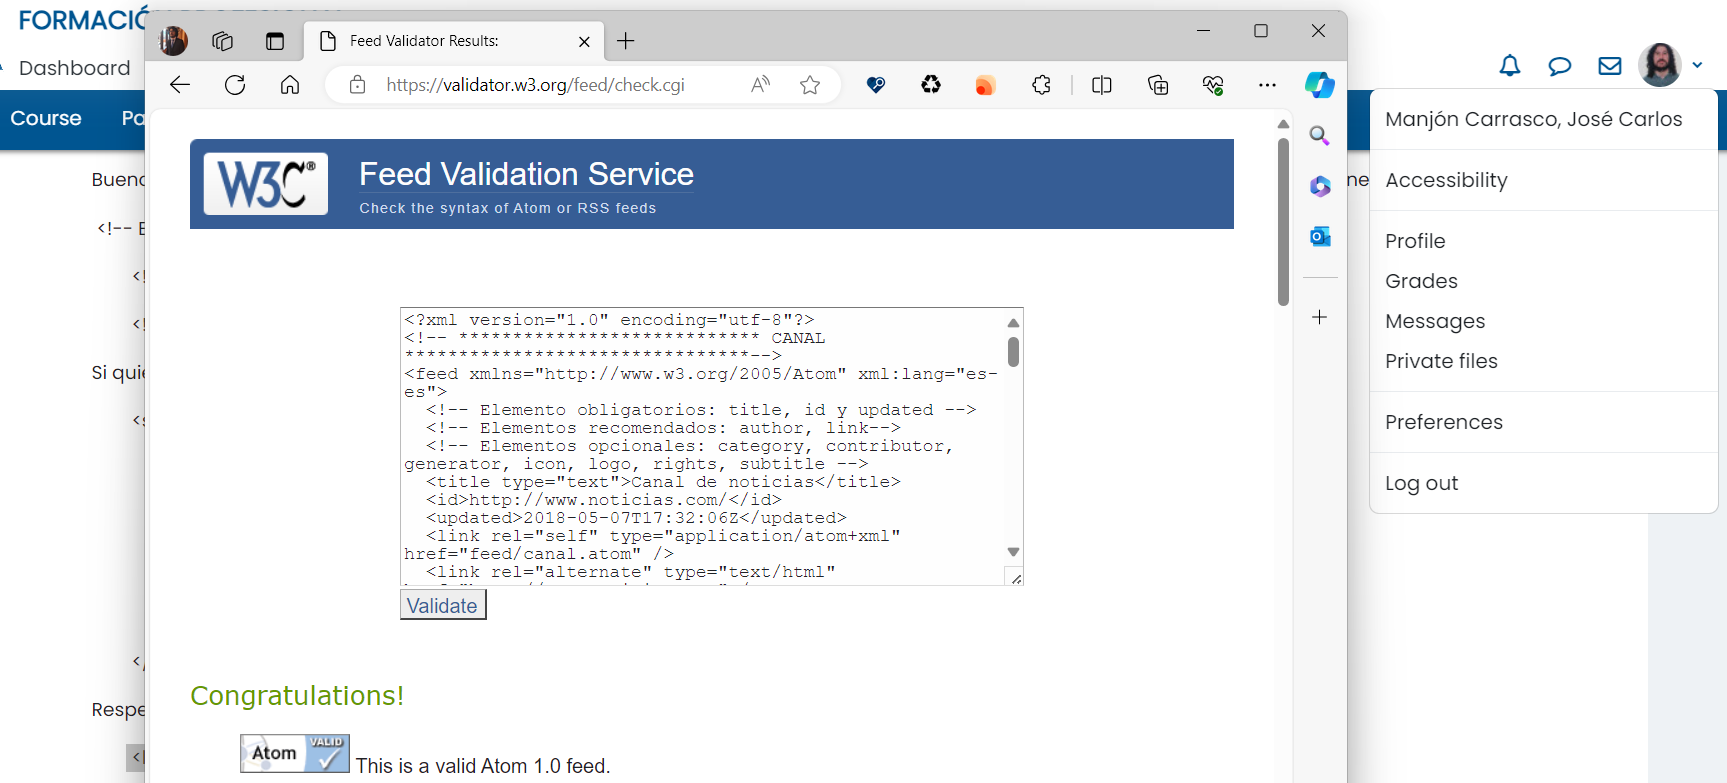 FORMACIÓ
Dashboard
Course
Pa
Feed Validator Results:
https://validator.w3.org/feed/check.cgi
W3C®
Feed Validation Service
Check the syntax of Atom or RSS feeds
<?xml version="1.0" encoding="utf-8"?>
<!-- **************************** CANAL
********************************-->
<feed xmlns="http://www.w3.org/2005/Atom" xml:lang="es-
es">
<!-- Elemento obligatorios: title, id y updated -->
<!-- Elementos recomendados: author, link-->
<!-- Elementos opcionales: category, contributor,
generator, icon, logo, rights, subtitle -->
<title type="text">Canal de noticias</title>
<id>http://www.noticias.com/</id>
<updated>2018-05-07T17:32:06Z</updated>
<link rel="self" type="application/atom+xml"
href="feed/canal.atom" />
<link rel="alternate" type="text/html"
Validate
Congratulations!
Atom VALID
This is a valid Atom 1.0 feed.
Buen
<!-- E
<!
<!
Si quie
<s
</
Respe
<
ne
Manjón Carrasco, José Carlos
Accessibility
Profile
Grades
Messages
Private files
Preferences
Log out